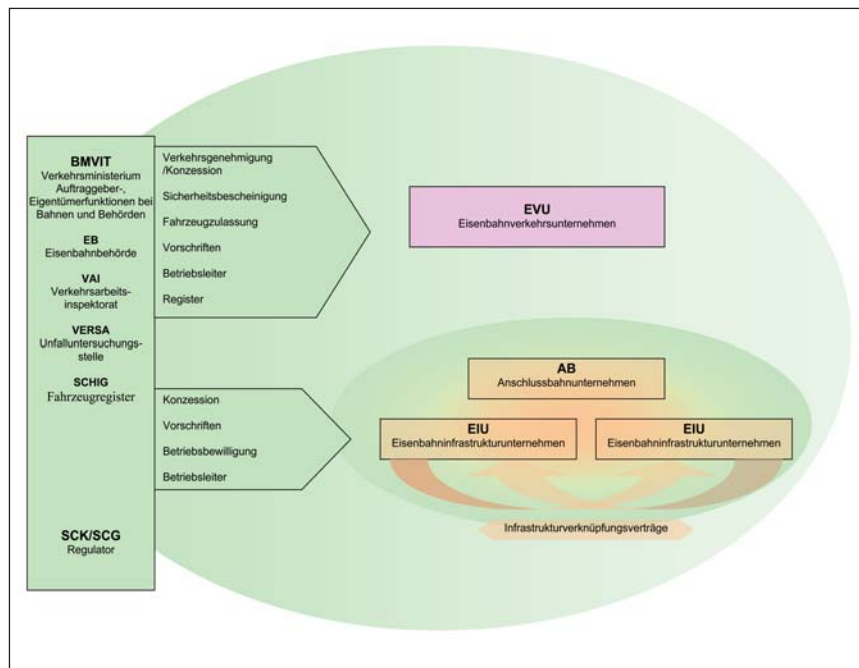 BMVIT
Verkehrsministerium
Auftraggeber-,
Eigentümerfunktionen bei
Bahnen und Behörden
EB
Eisenbahnbehörde
VAI
Verkehrsarbeits-
inspektorat
VERSA
Unfalluntersuchungs-
stelle
SCHIG
Fahrzeugregister
SCK/SCG
Regulator
Verkehrsgenehmigung
/Konzession
Sicherheitsbescheinigung
Fahrzeugzulassung
Vorschriften
Betriebsleiter
Register
Konzession
Vorschriften
Betriebsbewilligung
Betriebsleiter
EVU
Eisenbahnverkehrsunternehmen
AB
Anschlussbahnunternehmen
EIU
Eisenbahninfrastrukturunternehmen
EIU
Eisenbahninfrastrukturunternehmen
Infrastrukturverknüpfungsverträge